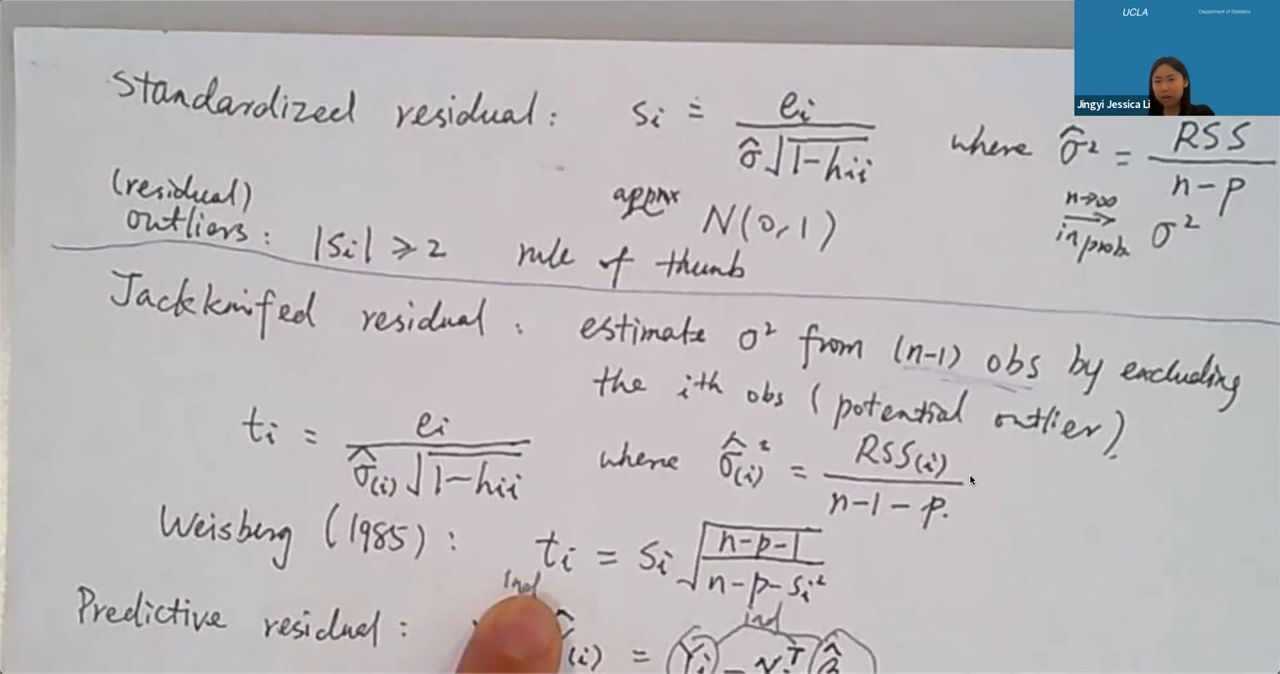 UCLA Department of Statistics
Jingyi Jessica Li
Standardized residual: si ≐ ei / (σ̂ √(1-hii)) where σ̂² = RSS / (n-p)
approx N(0,1)
n→∞ in prob. → σ²
(residual)
outliers: |si| ⩾ 2 rule of thumb
Jackknifed residual: estimate σ² from (n-1) obs by excluding
the ith obs (potential outlier).
ti = ei / (σ̂(i) √(1-hii)) where σ̂(i)² = RSS(i) / (n-1-p).
Weisberg (1985): ti = si √((n-p-1) / (n-p-si²))
ind
Predictive residual: (i) = Yi - XiT β̂